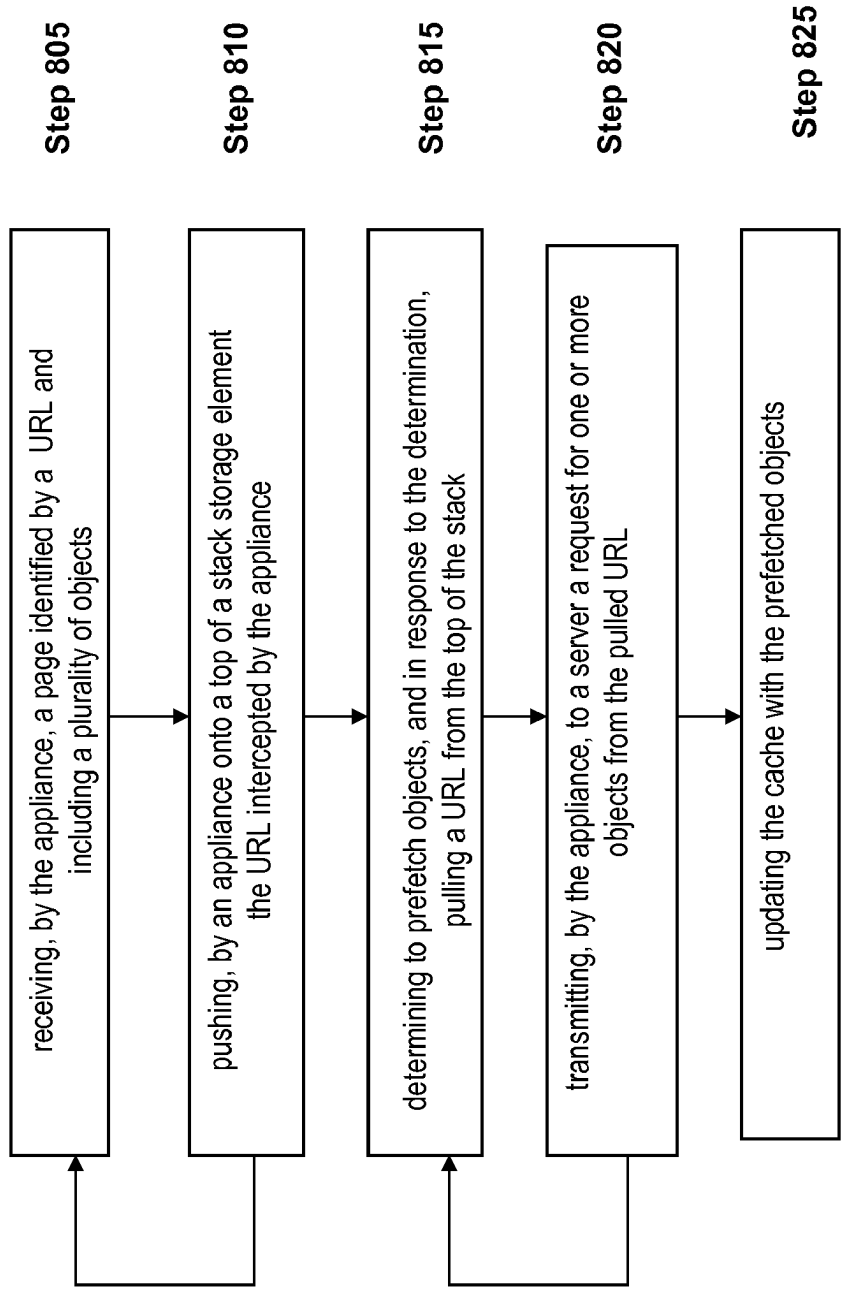 Step 805
receiving, by the appliance, a page identified by a URL and
including a plurality of objects
Step 810
pushing, by an appliance onto a top of a stack storage element
the URL intercepted by the appliance
Step 815
determining to prefetch objects, and in response to the determination,
pulling a URL from the top of the stack
Step 820
transmitting, by the appliance, to a server a request for one or more
objects from the pulled URL
Step 825
updating the cache with the prefetched objects